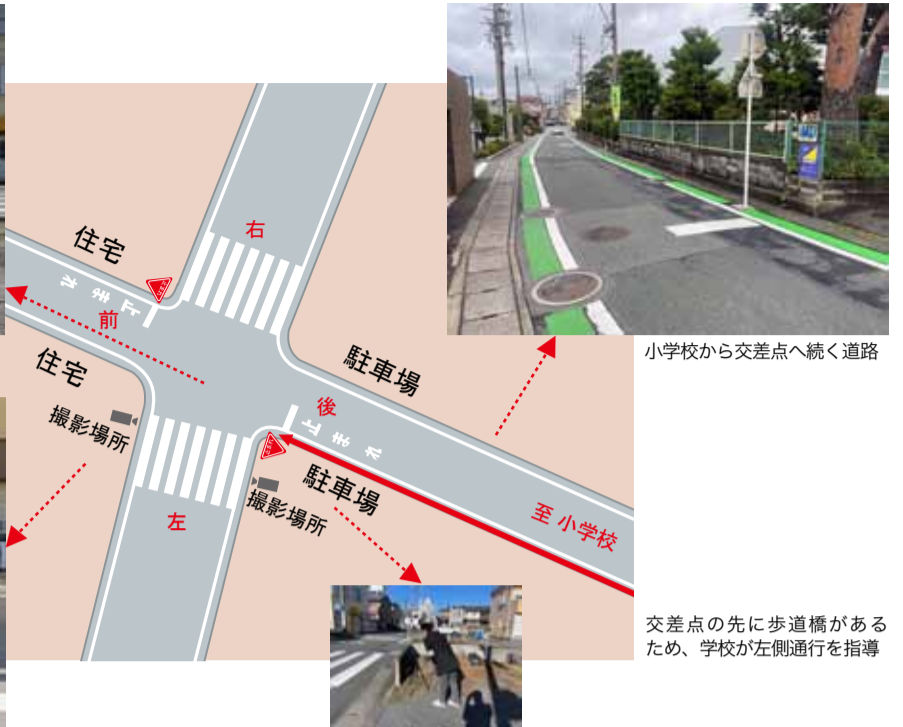 住宅
右
止まれ
前
住宅
駐車場
小学校から交差点へ続く道路
後
止まれ
撮影場所
駐車場
撮影場所
左
至 小学校
交差点の先に歩道橋がある
ため、学校が左側通行を指導